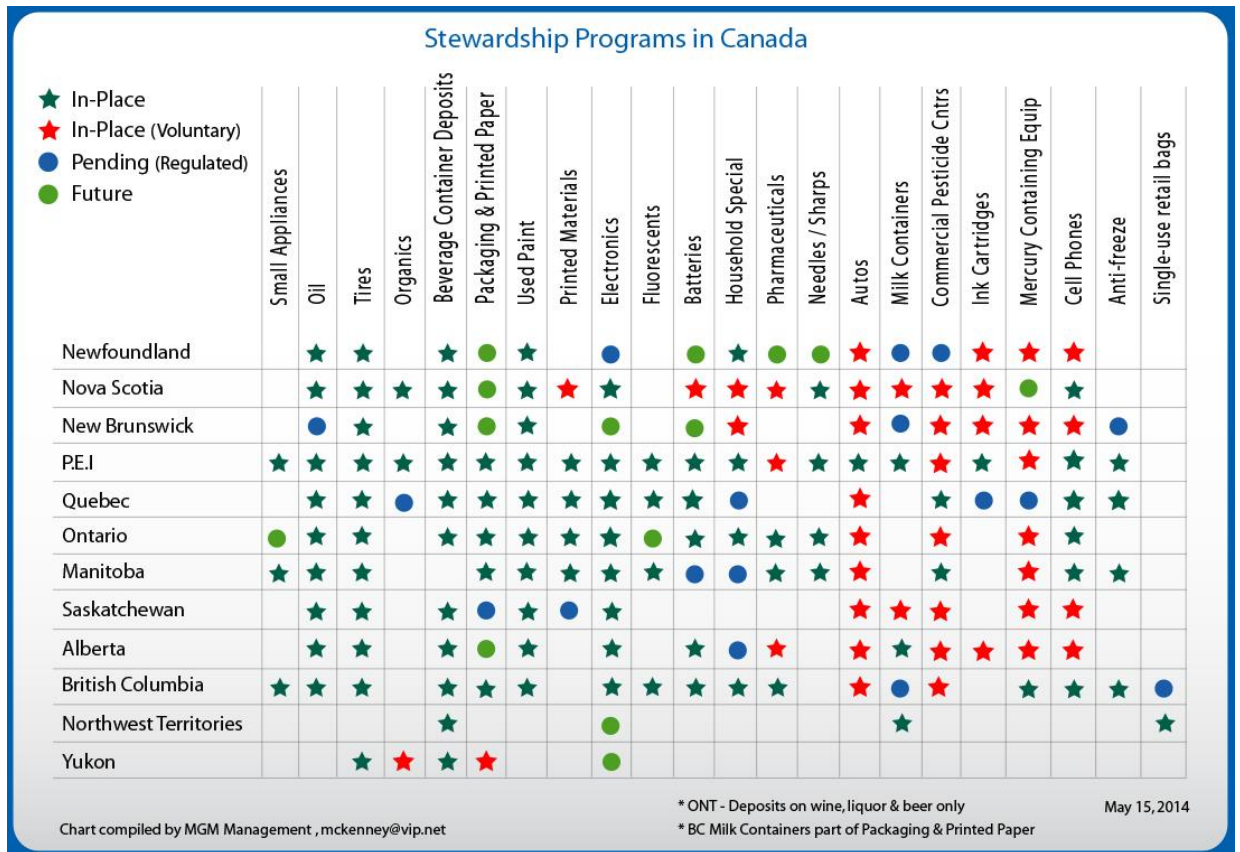 Stewardship Programs in Canada
In-Place
In-Place (Voluntary)
Pending (Regulated)
Future
Small Appliances
Oil
Tires
Organics
Beverage Container Deposits
Packaging & Printed Paper
Used Paint
Printed Materials
Electronics
Fluorescents
Batteries
Household Special
Pharmaceuticals
Needles / Sharps
Autos
Milk Containers
Commercial Pesticide Cntrs
Ink Cartridges
Mercury Containing Equip
Cell Phones
Anti-freeze
Single-use retail bags
Newfoundland
Nova Scotia
New Brunswick
P.E.I
Quebec
Ontario
Manitoba
Saskatchewan
Alberta
British Columbia
Northwest Territories
Yukon
* ONT - Deposits on wine, liquor & beer only
May 15, 2014
Chart compiled by MGM Management , mckenney@vip.net
* BC Milk Containers part of Packaging & Printed Paper